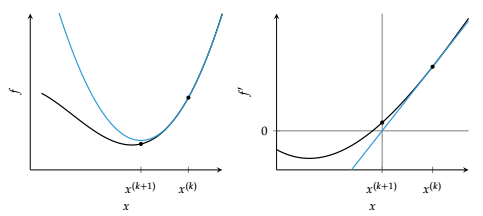 f
x^{(k+1)} x^{(k)}
x
f′
0
x^{(k+1)} x^{(k)}
x